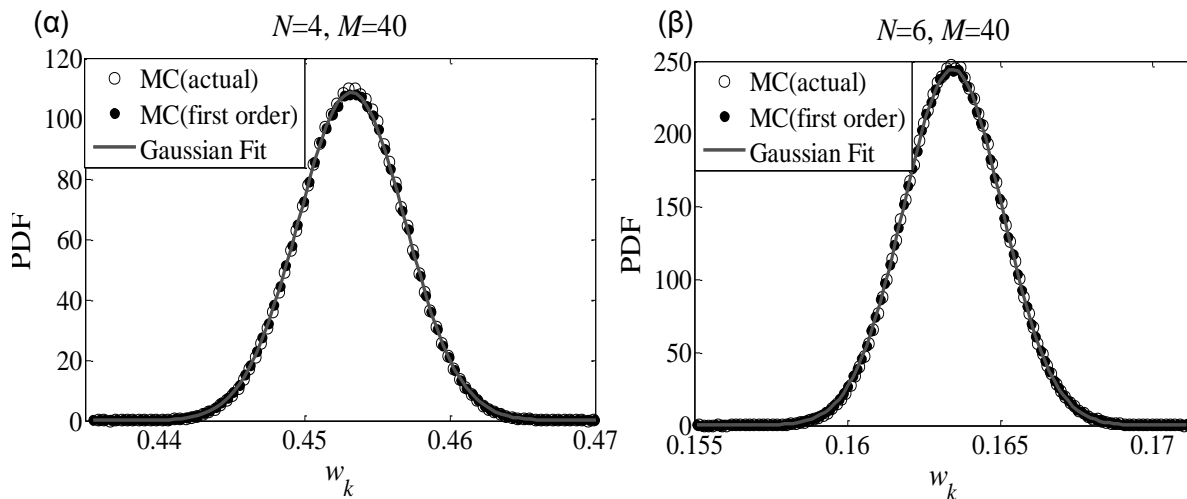 (α)
N=4, M=40
PDF
120
100
80
60
40
20
0
MC(actual)
MC(first order)
Gaussian Fit
0.44
0.45
0.46
0.47
w_k
(β)
N=6, M=40
PDF
250
200
150
100
50
0
MC(actual)
MC(first order)
Gaussian Fit
0.155
0.16
0.165
0.17
w_k